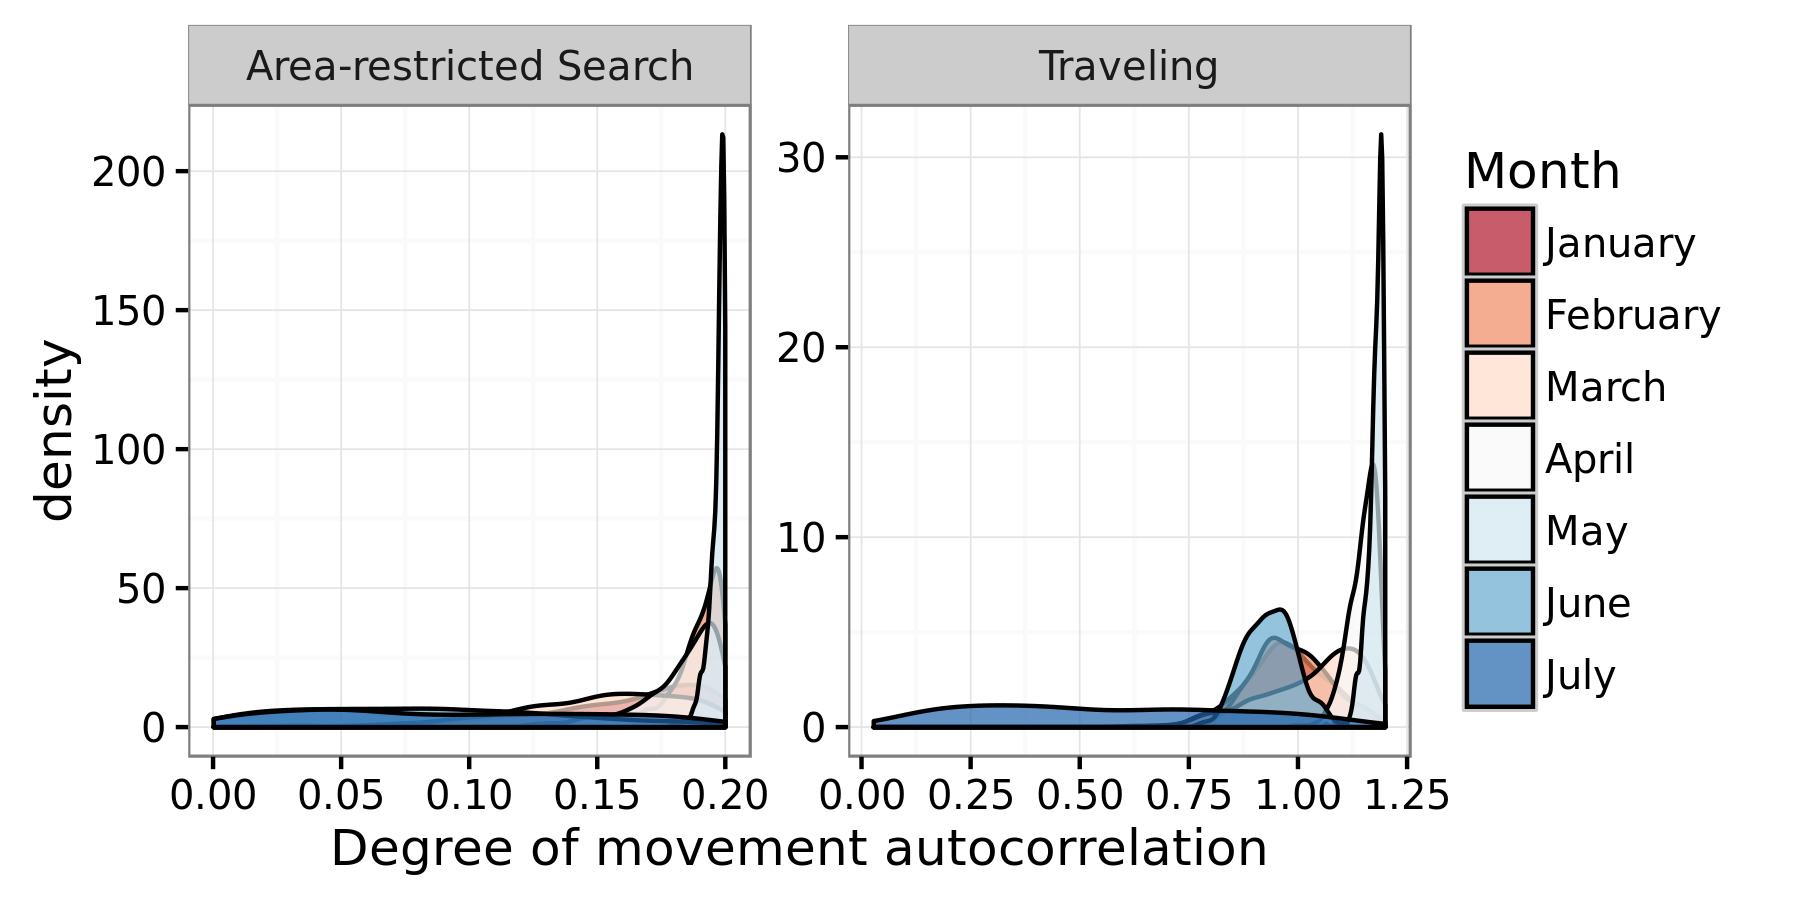 Area-restricted Search
Traveling
density
200
150
100
50
0
30
20
10
0
0.00 0.05 0.10 0.15 0.20
0.00 0.25 0.50 0.75 1.00 1.25
Degree of movement autocorrelation
Month
January
February
March
April
May
June
July